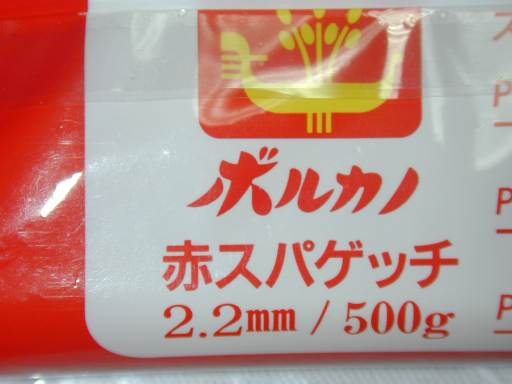 ボルカノ
赤スパゲッチ
2.2mm / 500g